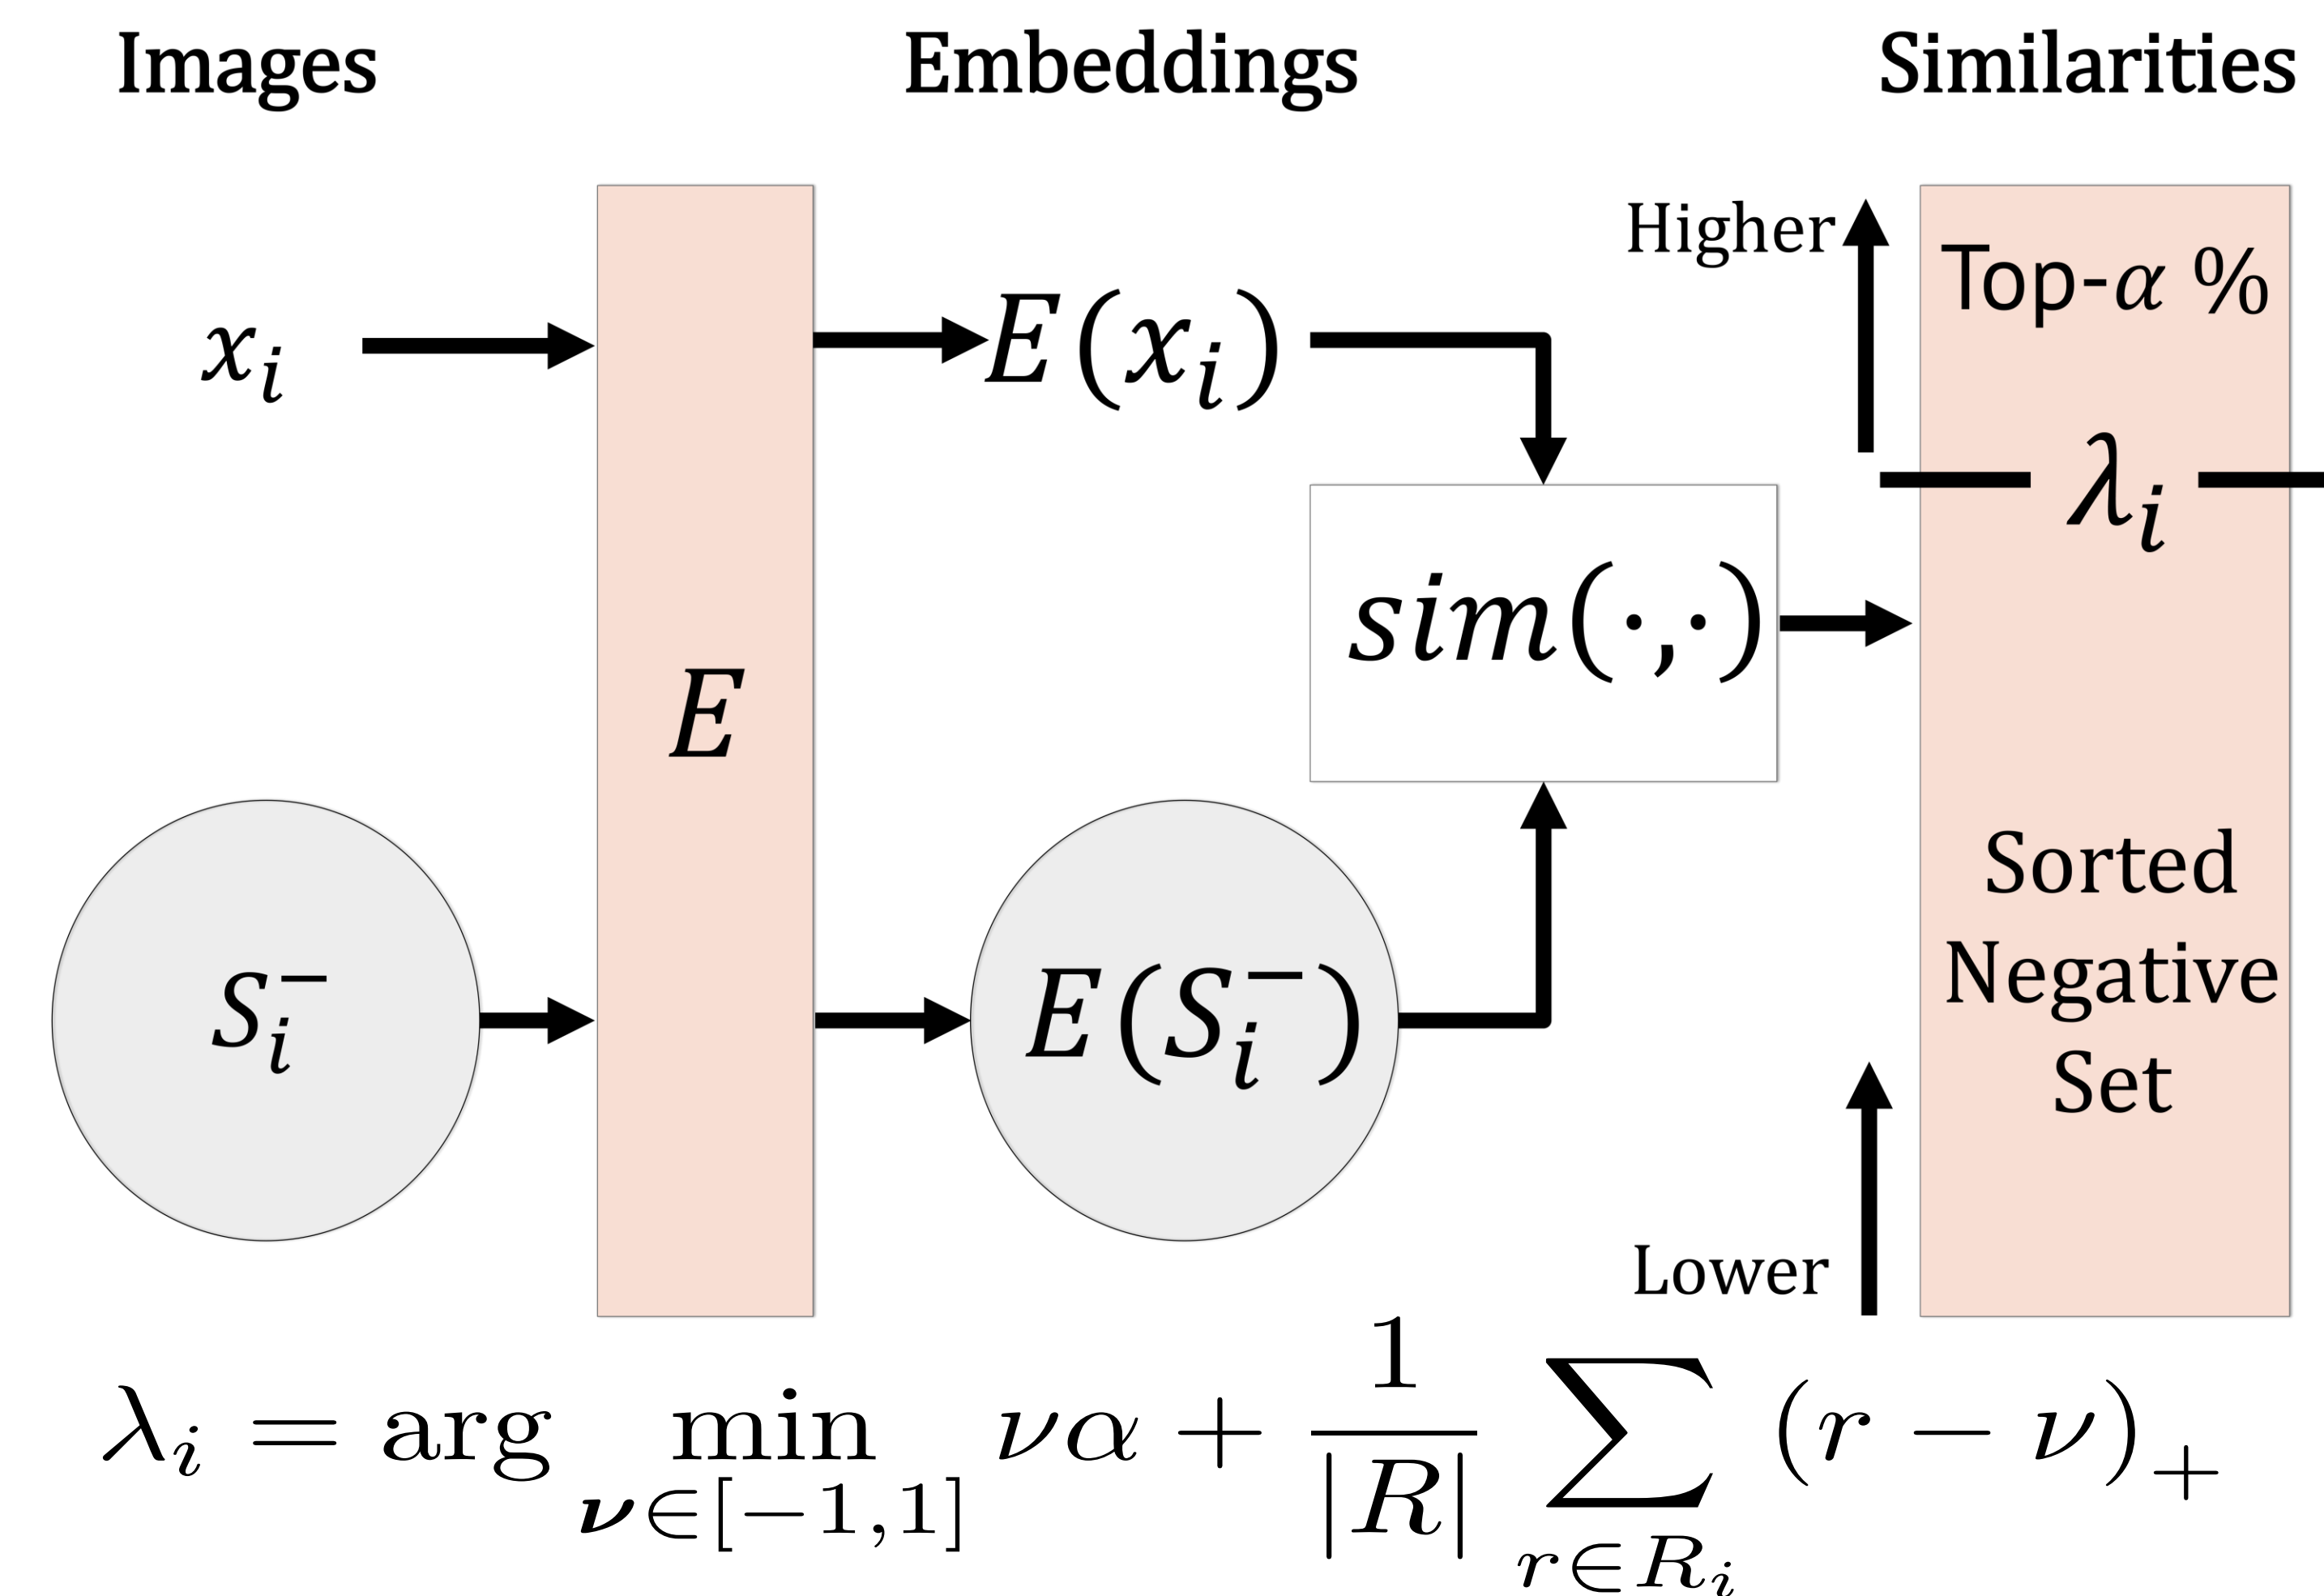 Images Embeddings Similarities
Higher
Top-α %
x_i
E(x_i)
λ_i
sim(·,·)
E
Sorted
Negative
Set
S_i^-
E(S_i^-)
Lower
λ_i = arg min_{ν∈[−1,1]} να + \frac{1}{|R|} ∑_{r∈R_i} (r − ν)_+